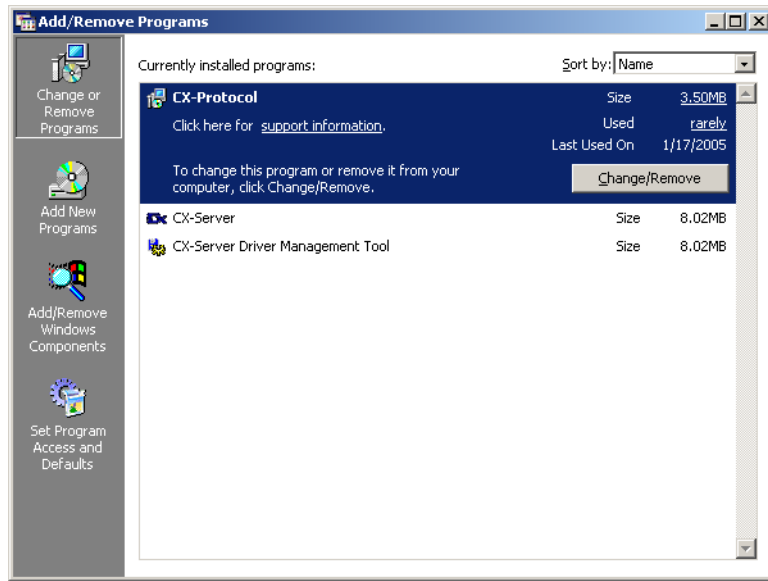 Add/Remove Programs
Change or
Remove
Programs
Add New
Programs
Add/Remove
Windows
Components
Set Program
Access and
Defaults
Currently installed programs:
Sort by: Name
CX-Protocol Size 3.50MB
Click here for support information. Used rarely
Last Used On 1/17/2005
To change this program or remove it from your
computer, click Change/Remove.
Change/Remove
CX-Server Size 8.02MB
CX-Server Driver Management Tool Size 8.02MB